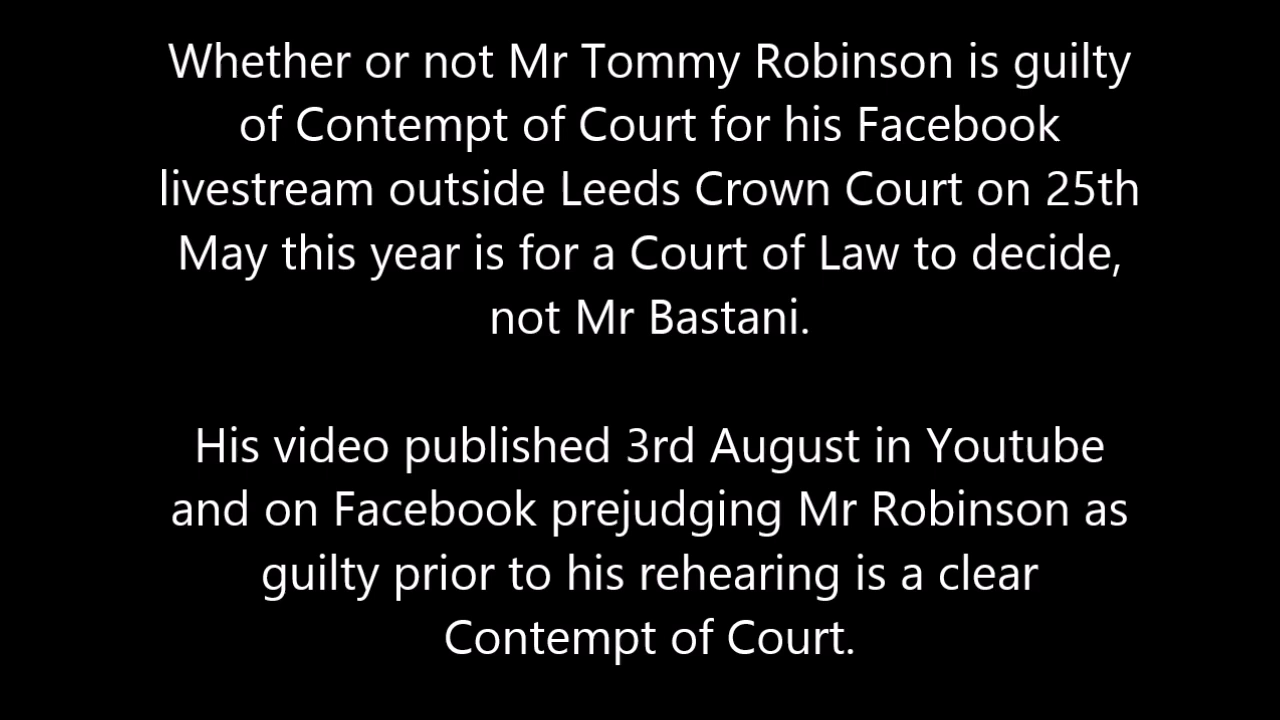 Whether or not Mr Tommy Robinson is guilty
of Contempt of Court for his Facebook
livestream outside Leeds Crown Court on 25th
May this year is for a Court of Law to decide,
not Mr Bastani.
His video published 3rd August in Youtube
and on Facebook prejudging Mr Robinson as
guilty prior to his rehearing is a clear
Contempt of Court.